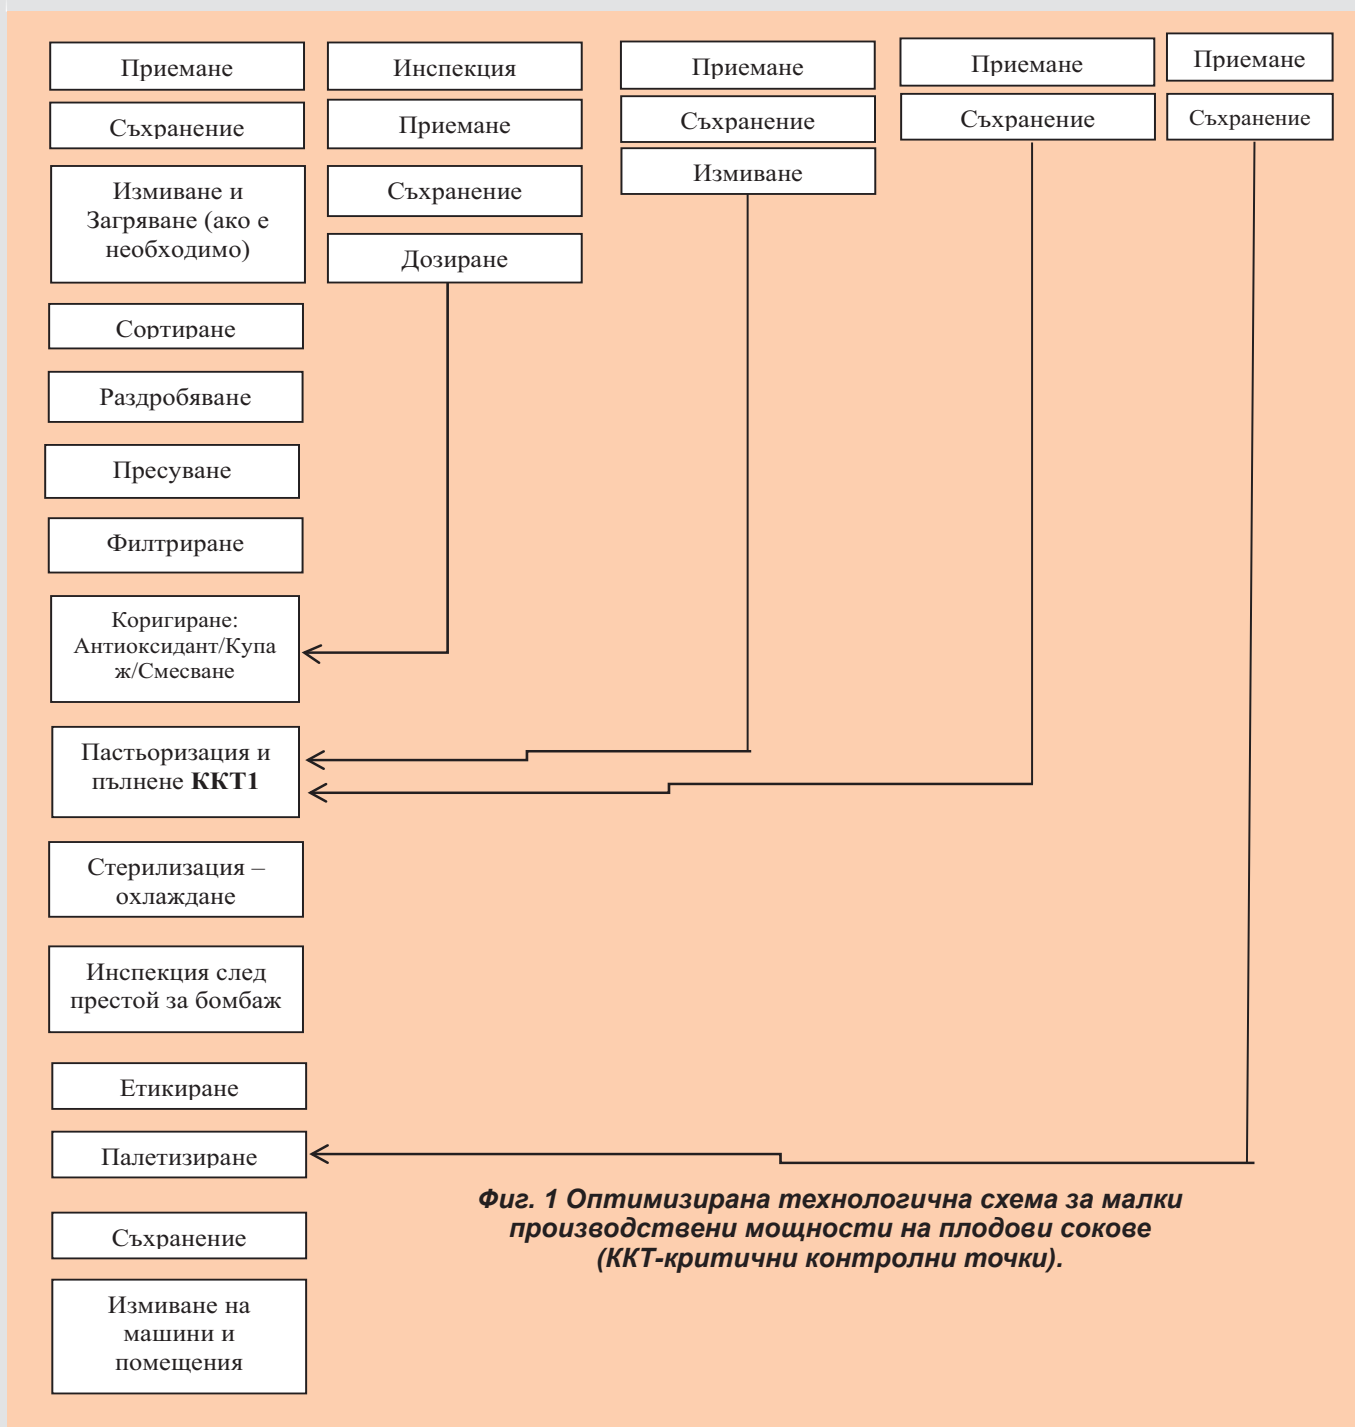 Приемане
Съхранение
Измиване и
Загряване (ако е
необходимо)
Сортиране
Раздробяване
Пресуване
Филтриране
Коригиране:
Антиоксидант/Купа
ж/Смесване
Пастьоризация и
пълнене ККТ1
Стерилизация –
охлаждане
Инспекция след
престой за бомбаж
Етикиране
Палетизиране
Съхранение
Измиване на
машини и
помещения
Инспекция
Приемане
Съхранение
Дозиране
Приемане
Съхранение
Измиване
Приемане
Съхранение
Приемане
Съхранение
Фиг. 1 Оптимизирана технологична схема за малки
производствени мощности на плодови сокове
(ККТ-критични контролни точки).